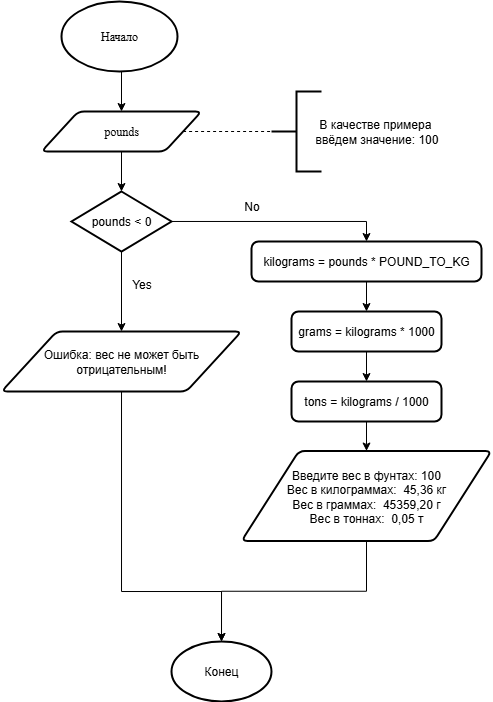 Начало
pounds
В качестве примера
ввёдем значение: 100
pounds < 0
No
Yes
kilograms = pounds * POUND_TO_KG
grams = kilograms * 1000
tons = kilograms / 1000
Ошибка: вес не может быть
отрицательным!
Введите вес в фунтах: 100
Вес в килограммах:  45,36 кг
Вес в граммах:  45359,20 г
Вес в тоннах:  0,05 т
Конец